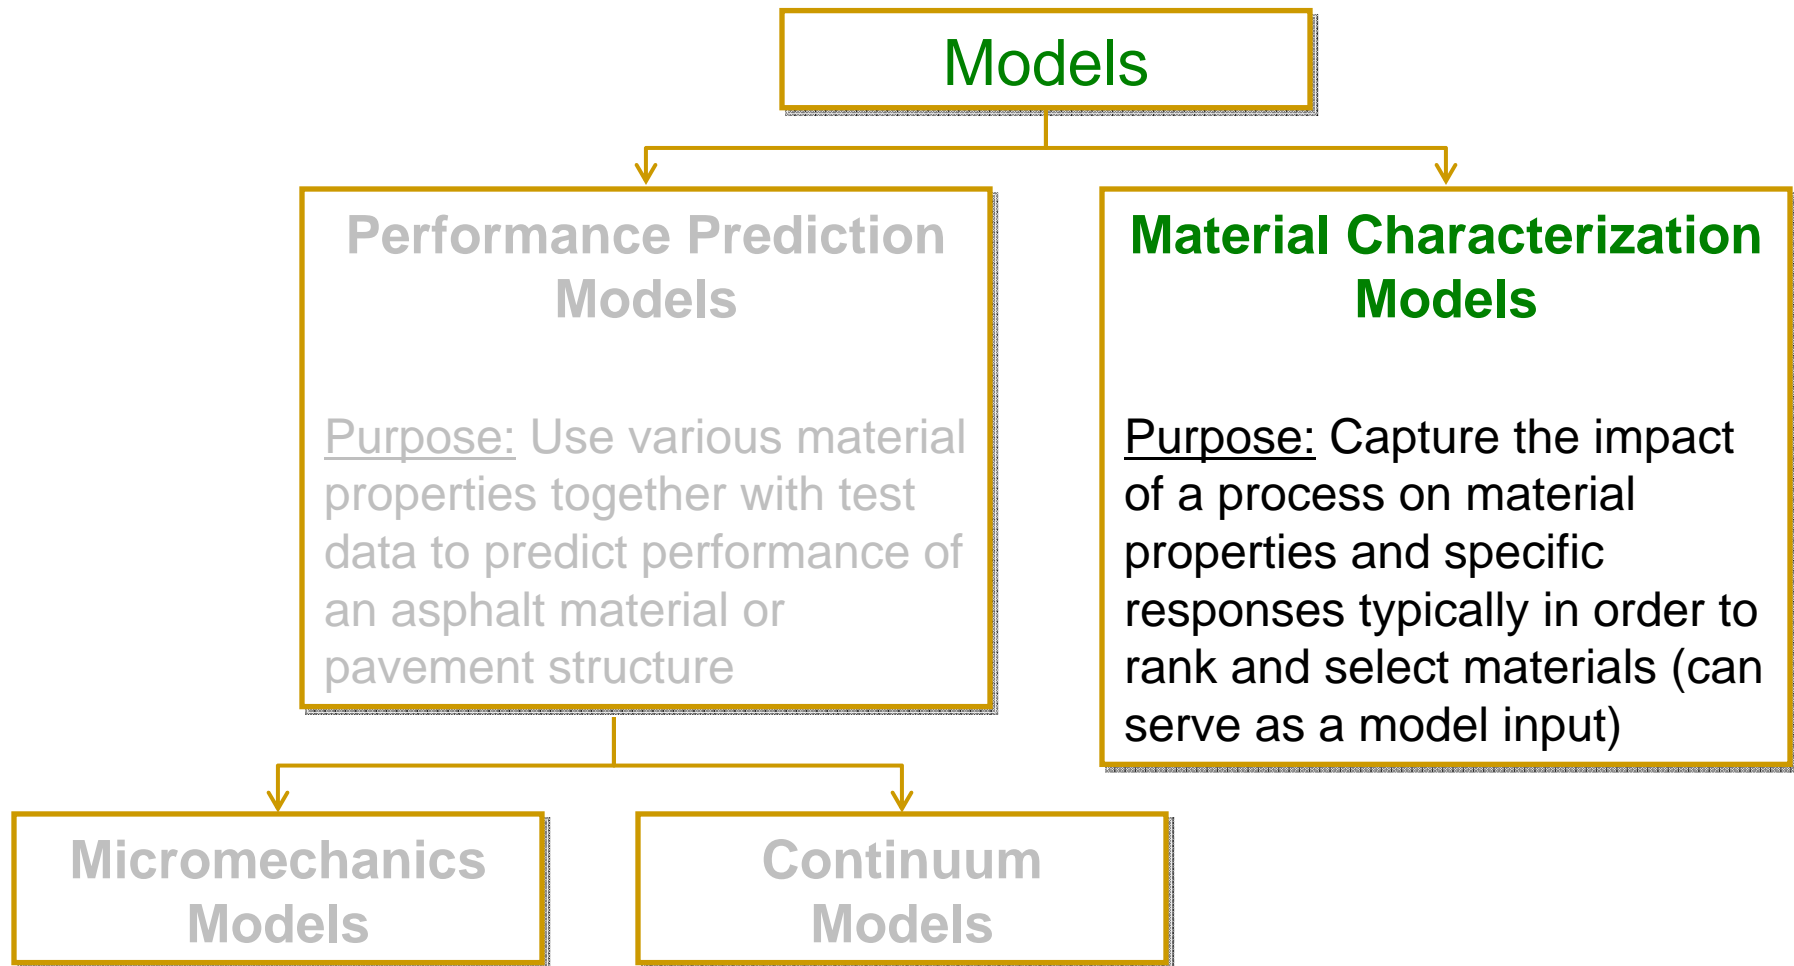 Models
Performance Prediction
Models
Purpose: Use various material
properties together with test
data to predict performance of
an asphalt material or
pavement structure
Material Characterization
Models
Purpose: Capture the impact
of a process on material
properties and specific
responses typically in order to
rank and select materials (can
serve as a model input)
Micromechanics
Models
Continuum
Models